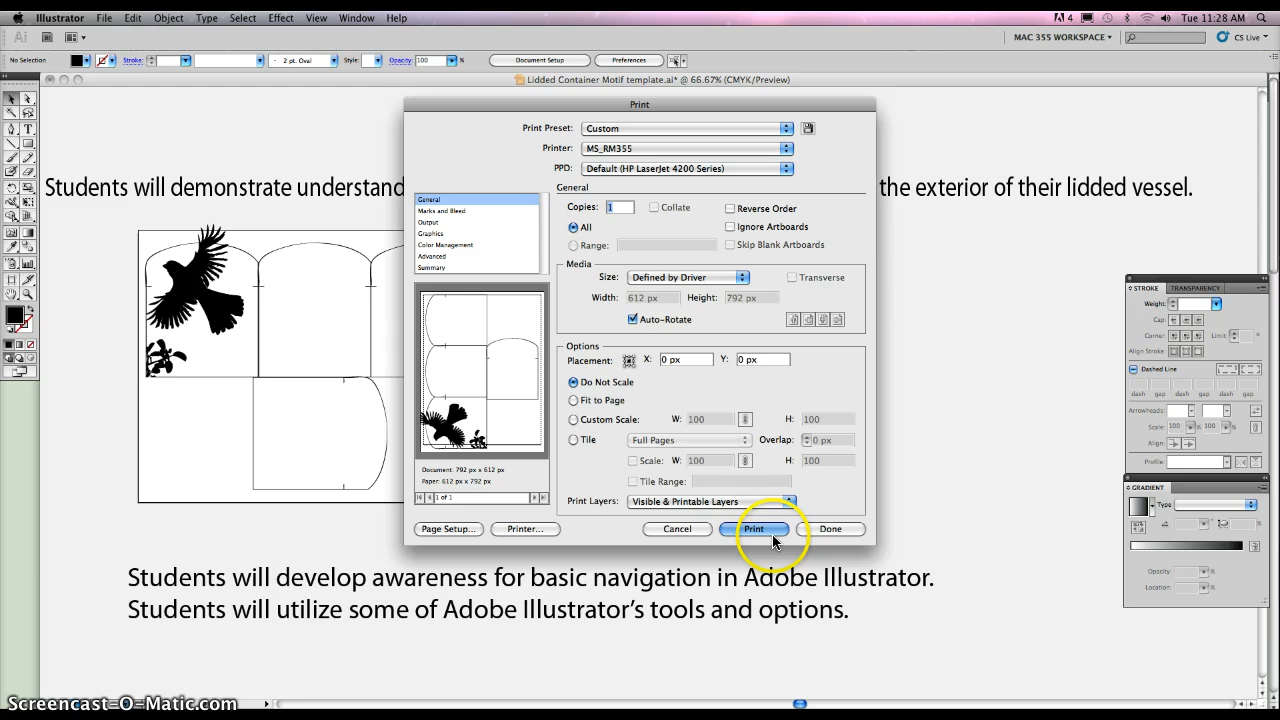 Illustrator File Edit Object Type Select Effect View Window Help
4 Tue 11:28 AM
Ai Br MAC 355 WORKSPACE CS Live
No Selection Stroke: 2 pt. Oval Style: Opacity: 100 % Document Setup Preferences
Lidded Container Motif template.ai* @ 66.67% (CMYK/Preview)
Print
Print Preset: Custom
Printer: MS_RM355
PPD: Default (HP LaserJet 4200 Series)
Students will demonstrate understand
the exterior of their lidded vessel.
General
Marks and Bleed
Output
Graphics
Color Management
Advanced
Summary
General
Copies: 1 Collate Reverse Order
All Ignore Artboards
Range: Skip Blank Artboards
Media
Size: Defined by Driver Transverse
Width: 612 px Height: 792 px
Auto-Rotate
Options
Placement: X: 0 px Y: 0 px
Do Not Scale
Fit to Page
Custom Scale: W: 100 H: 100
Tile Full Pages Overlap: 0 px
Scale: W: 100 H: 100
Tile Range:
Print Layers: Visible & Printable Layers
Document: 792 px x 612 px
Paper: 612 px x 792 px
1 of 1
Page Setup... Printer... Cancel Print Done
STROKE TRANSPARENCY
Weight:
Cap:
Corner: Limit:
Align Stroke:
Dashed Line
dash gap dash gap dash gap
Arrowheads:
Scale: 100 % 100 %
Align:
Profile:
GRADIENT
Type
Opacity: %
Location: %
Students will develop awareness for basic navigation in Adobe Illustrator.
Students will utilize some of Adobe Illustrator's tools and options.
Screencast-O-Matic.com